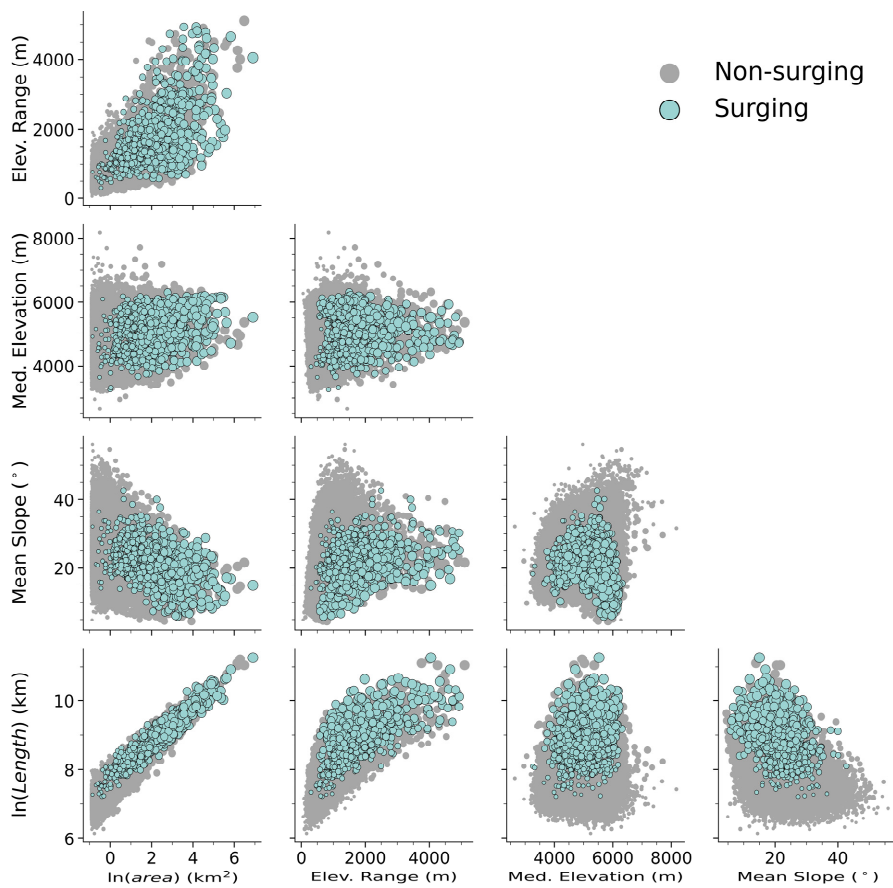 Elev. Range (m)
4000
2000
0
Non-surging
Surging
Med. Elevation (m)
8000
6000
4000
Mean Slope (°)
40
20
ln(Length) (km)
10
8
6
0 2 4 6
0 2000 4000
4000 6000 8000
20 40
ln(area) (km²)
Elev. Range (m)
Med. Elevation (m)
Mean Slope (°)